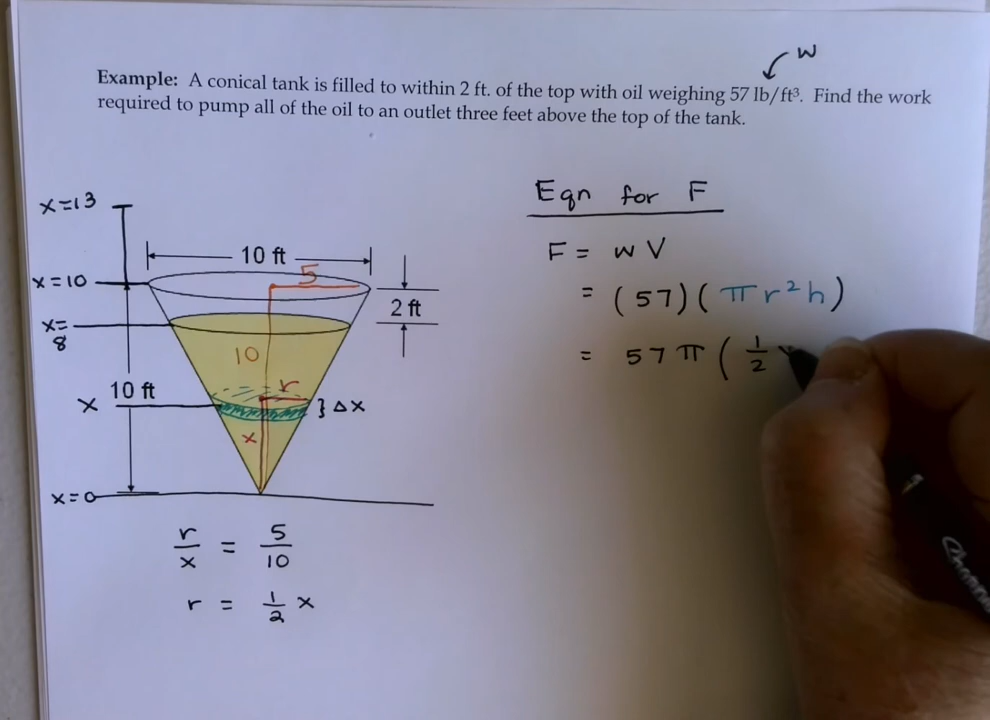 w
Example: A conical tank is filled to within 2 ft. of the top with oil weighing 57 lb/ft³. Find the work
required to pump all of the oil to an outlet three feet above the top of the tank.
x=13
x=10
x=
8
x
x=0
10 ft
10 ft
5
2 ft
10
r
x
} Δx
r/x = 5/10
r = 1/2 x
Eqn for F
F = w V
= (57)(πr²h)
= 57π(1/2